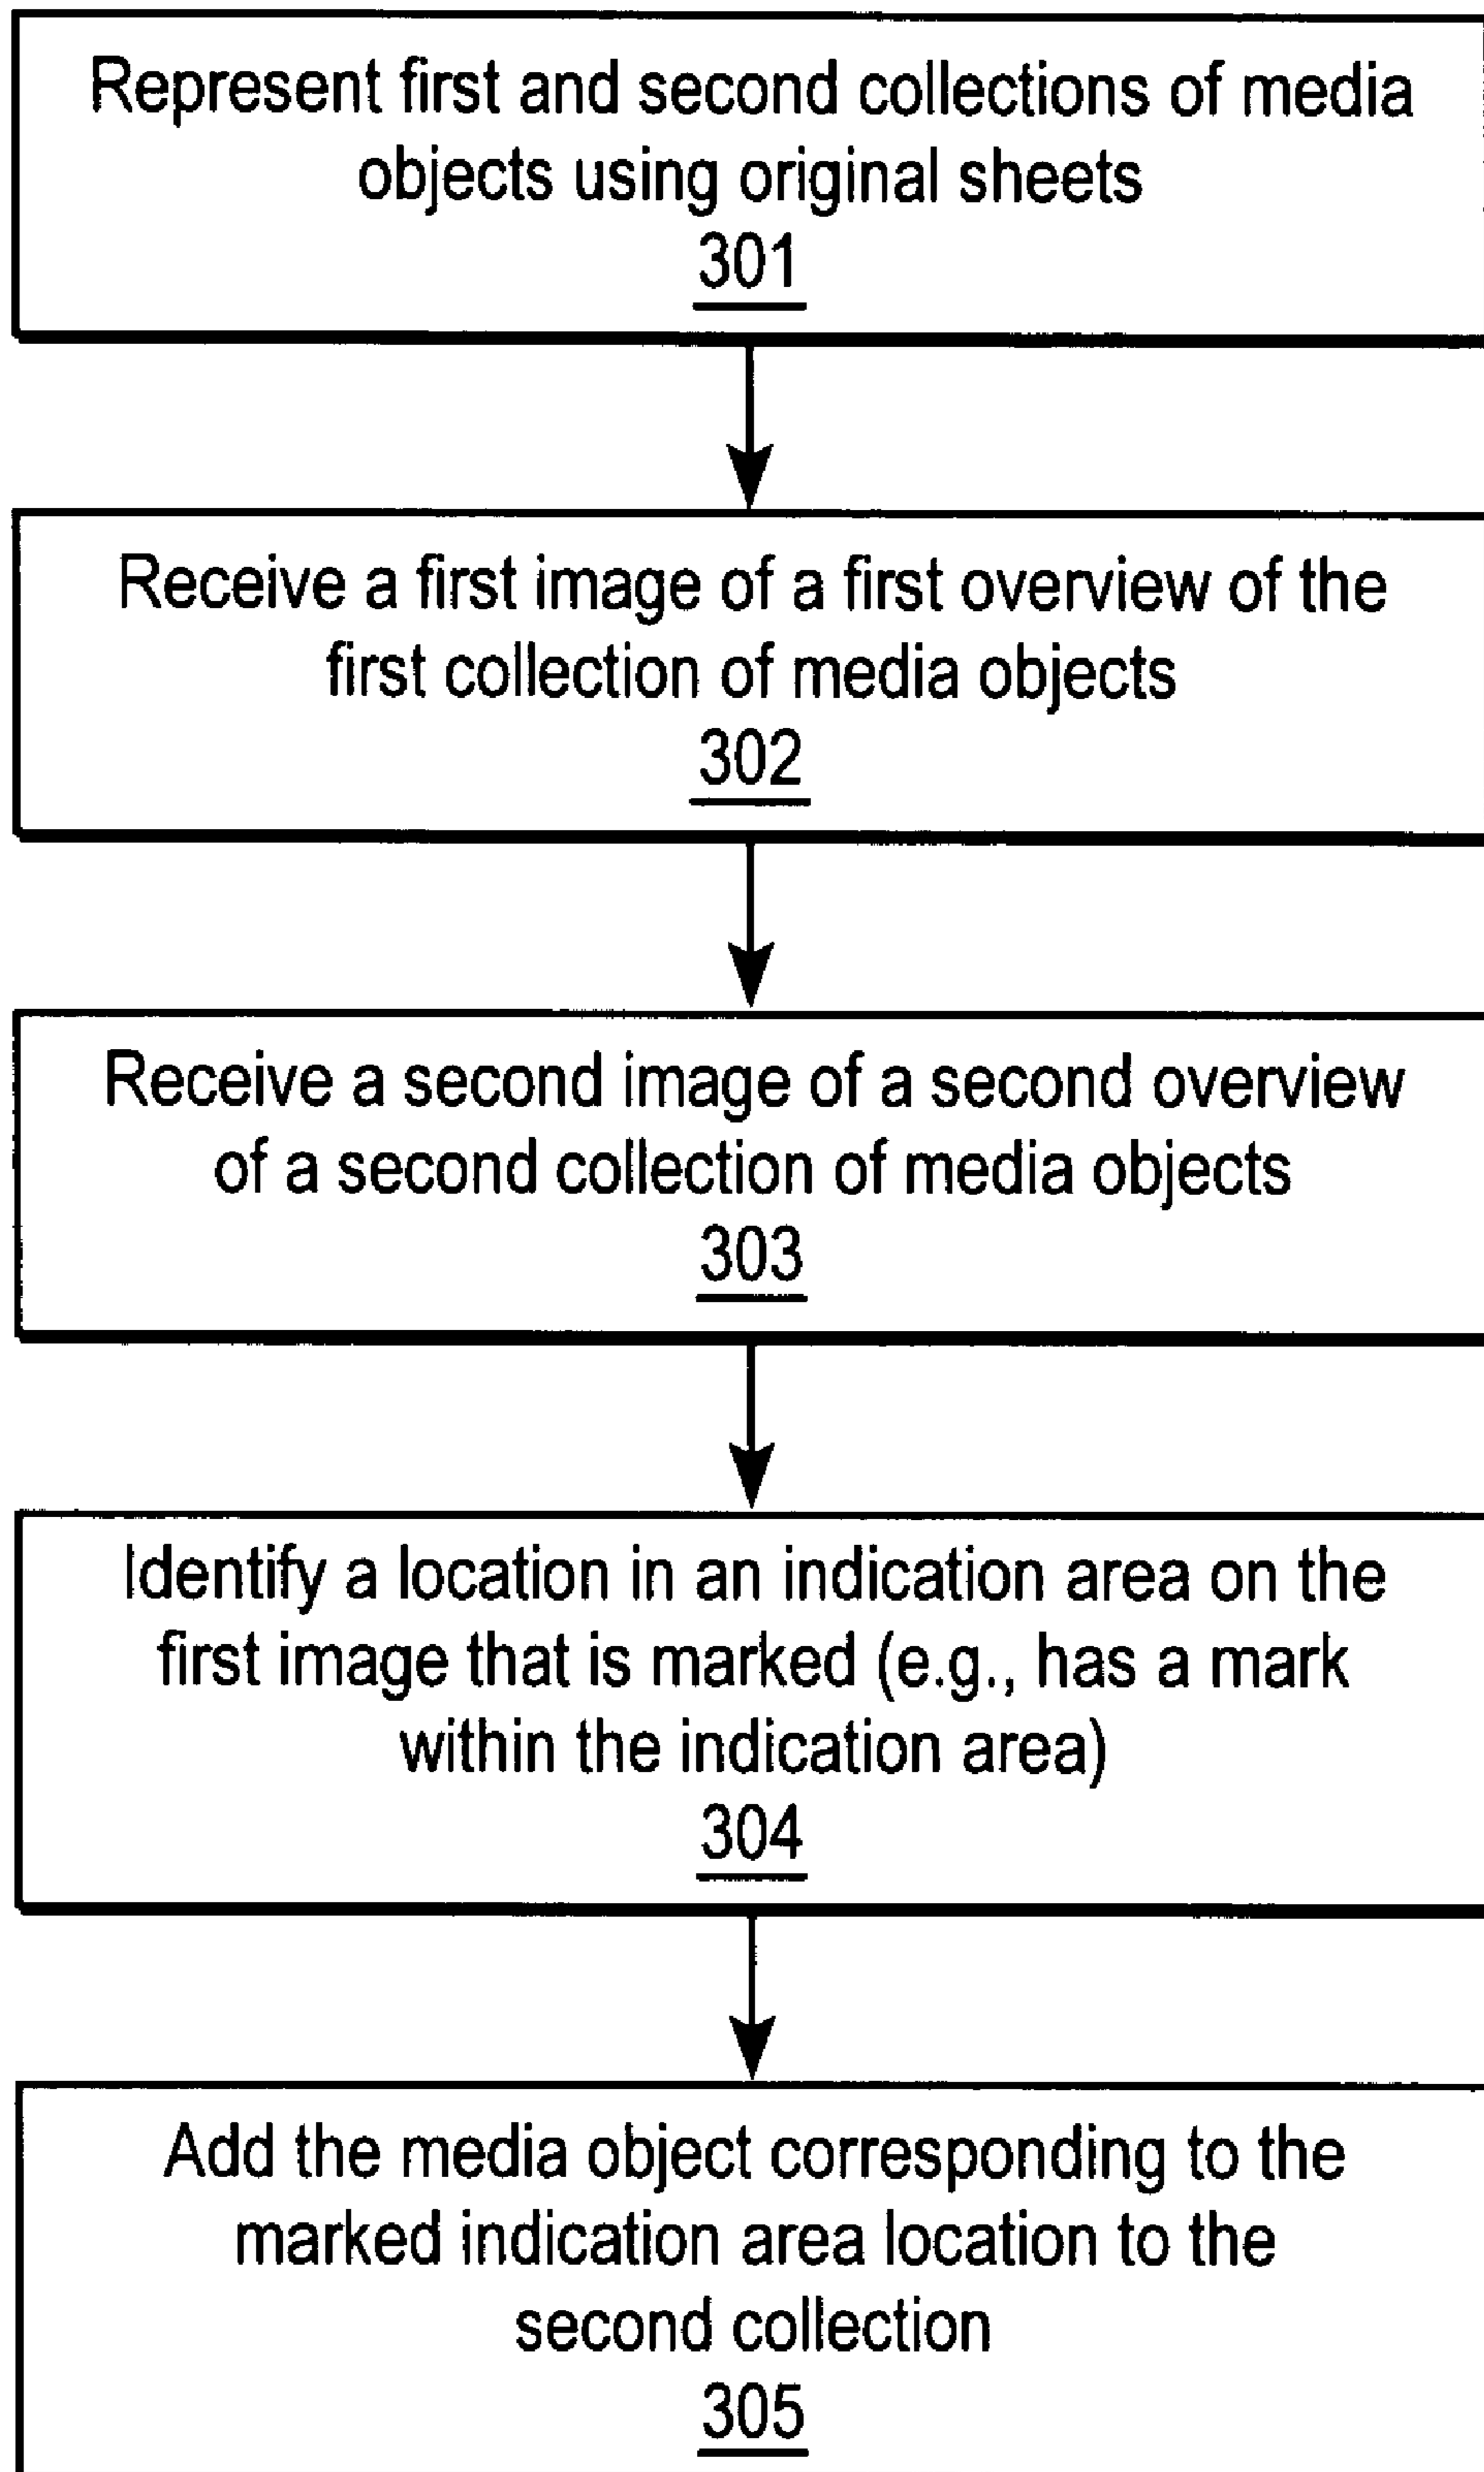 Represent first and second collections of media
objects using original sheets
301
Receive a first image of a first overview of the
first collection of media objects
302
Receive a second image of a second overview
of a second collection of media objects
303
Identify a location in an indication area on the
first image that is marked (e.g., has a mark
within the indication area)
304
Add the media object corresponding to the
marked indication area location to the
second collection
305